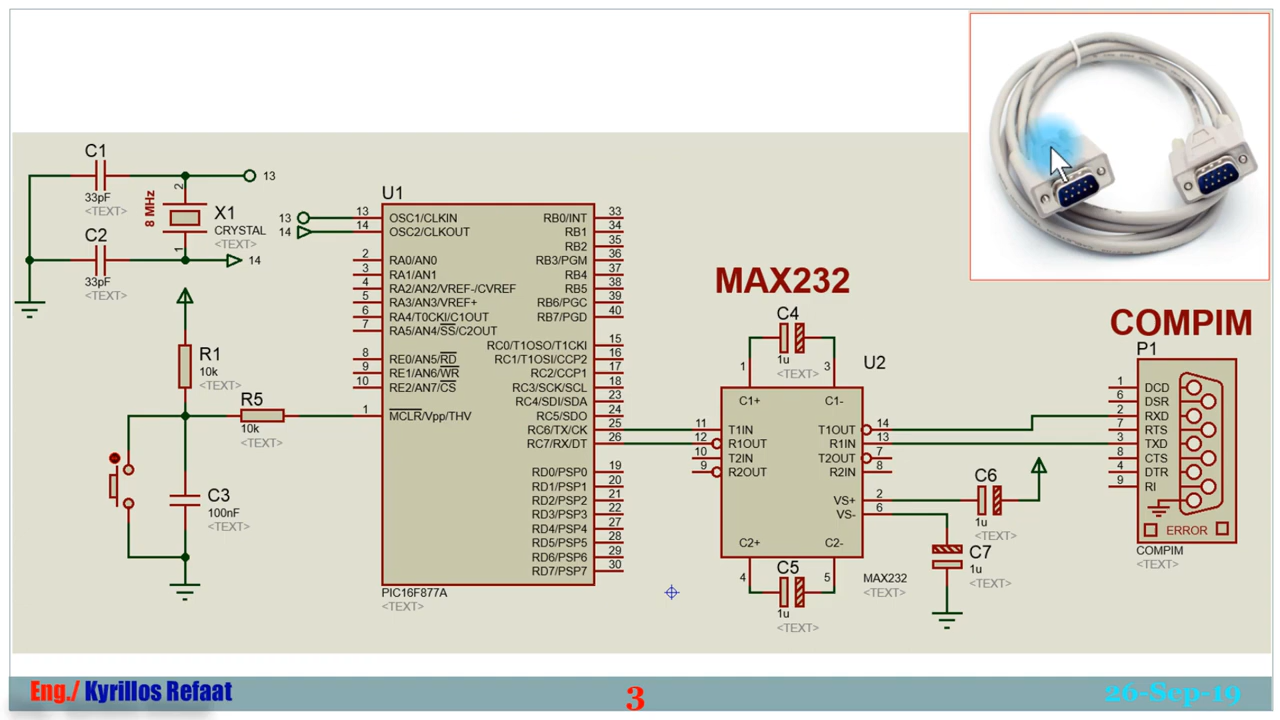 C1
33pF
<TEXT>
2
8 MHz
X1
CRYSTAL
<TEXT>
1
13
C2
33pF
<TEXT>
14
R1
10k
<TEXT>
R5
10k
<TEXT>
C3
100nF
<TEXT>
U1
13
14
13 OSC1/CLKIN
14 OSC2/CLKOUT
2 RA0/AN0
3 RA1/AN1
4 RA2/AN2/VREF-/CVREF
5 RA3/AN3/VREF+
6 RA4/T0CKI/C1OUT
7 RA5/AN4/SS/C2OUT
8 RE0/AN5/RD
9 RE1/AN6/WR
10 RE2/AN7/CS
1 MCLR/Vpp/THV
RB0/INT 33
RB1 34
RB2 35
RB3/PGM 36
RB4 37
RB5 38
RB6/PGC 39
RB7/PGD 40
RC0/T1OSO/T1CKI 15
RC1/T1OSI/CCP2 16
RC2/CCP1 17
RC3/SCK/SCL 18
RC4/SDI/SDA 23
RC5/SDO 24
RC6/TX/CK 25
RC7/RX/DT 26
RD0/PSP0 19
RD1/PSP1 20
RD2/PSP2 21
RD3/PSP3 22
RD4/PSP4 27
RD5/PSP5 28
RD6/PSP6 29
RD7/PSP7 30
PIC16F877A
<TEXT>
MAX232
C4
1u
<TEXT>
U2
1
3
C1+ C1-
11 T1IN T1OUT 14
12 R1OUT R1IN 13
10 T2IN T2OUT 7
9 R2OUT R2IN 8
VS+ 2
VS- 6
C2+ C2-
4
5
C5
1u
<TEXT>
MAX232
<TEXT>
C6
1u
<TEXT>
C7
1u
<TEXT>
COMPIM
P1
1 DCD
6 DSR
2 RXD
7 RTS
3 TXD
8 CTS
4 DTR
9 RI
ERROR
COMPIM
<TEXT>
Eng./ Kyrillos Refaat
3
26-Sep-19